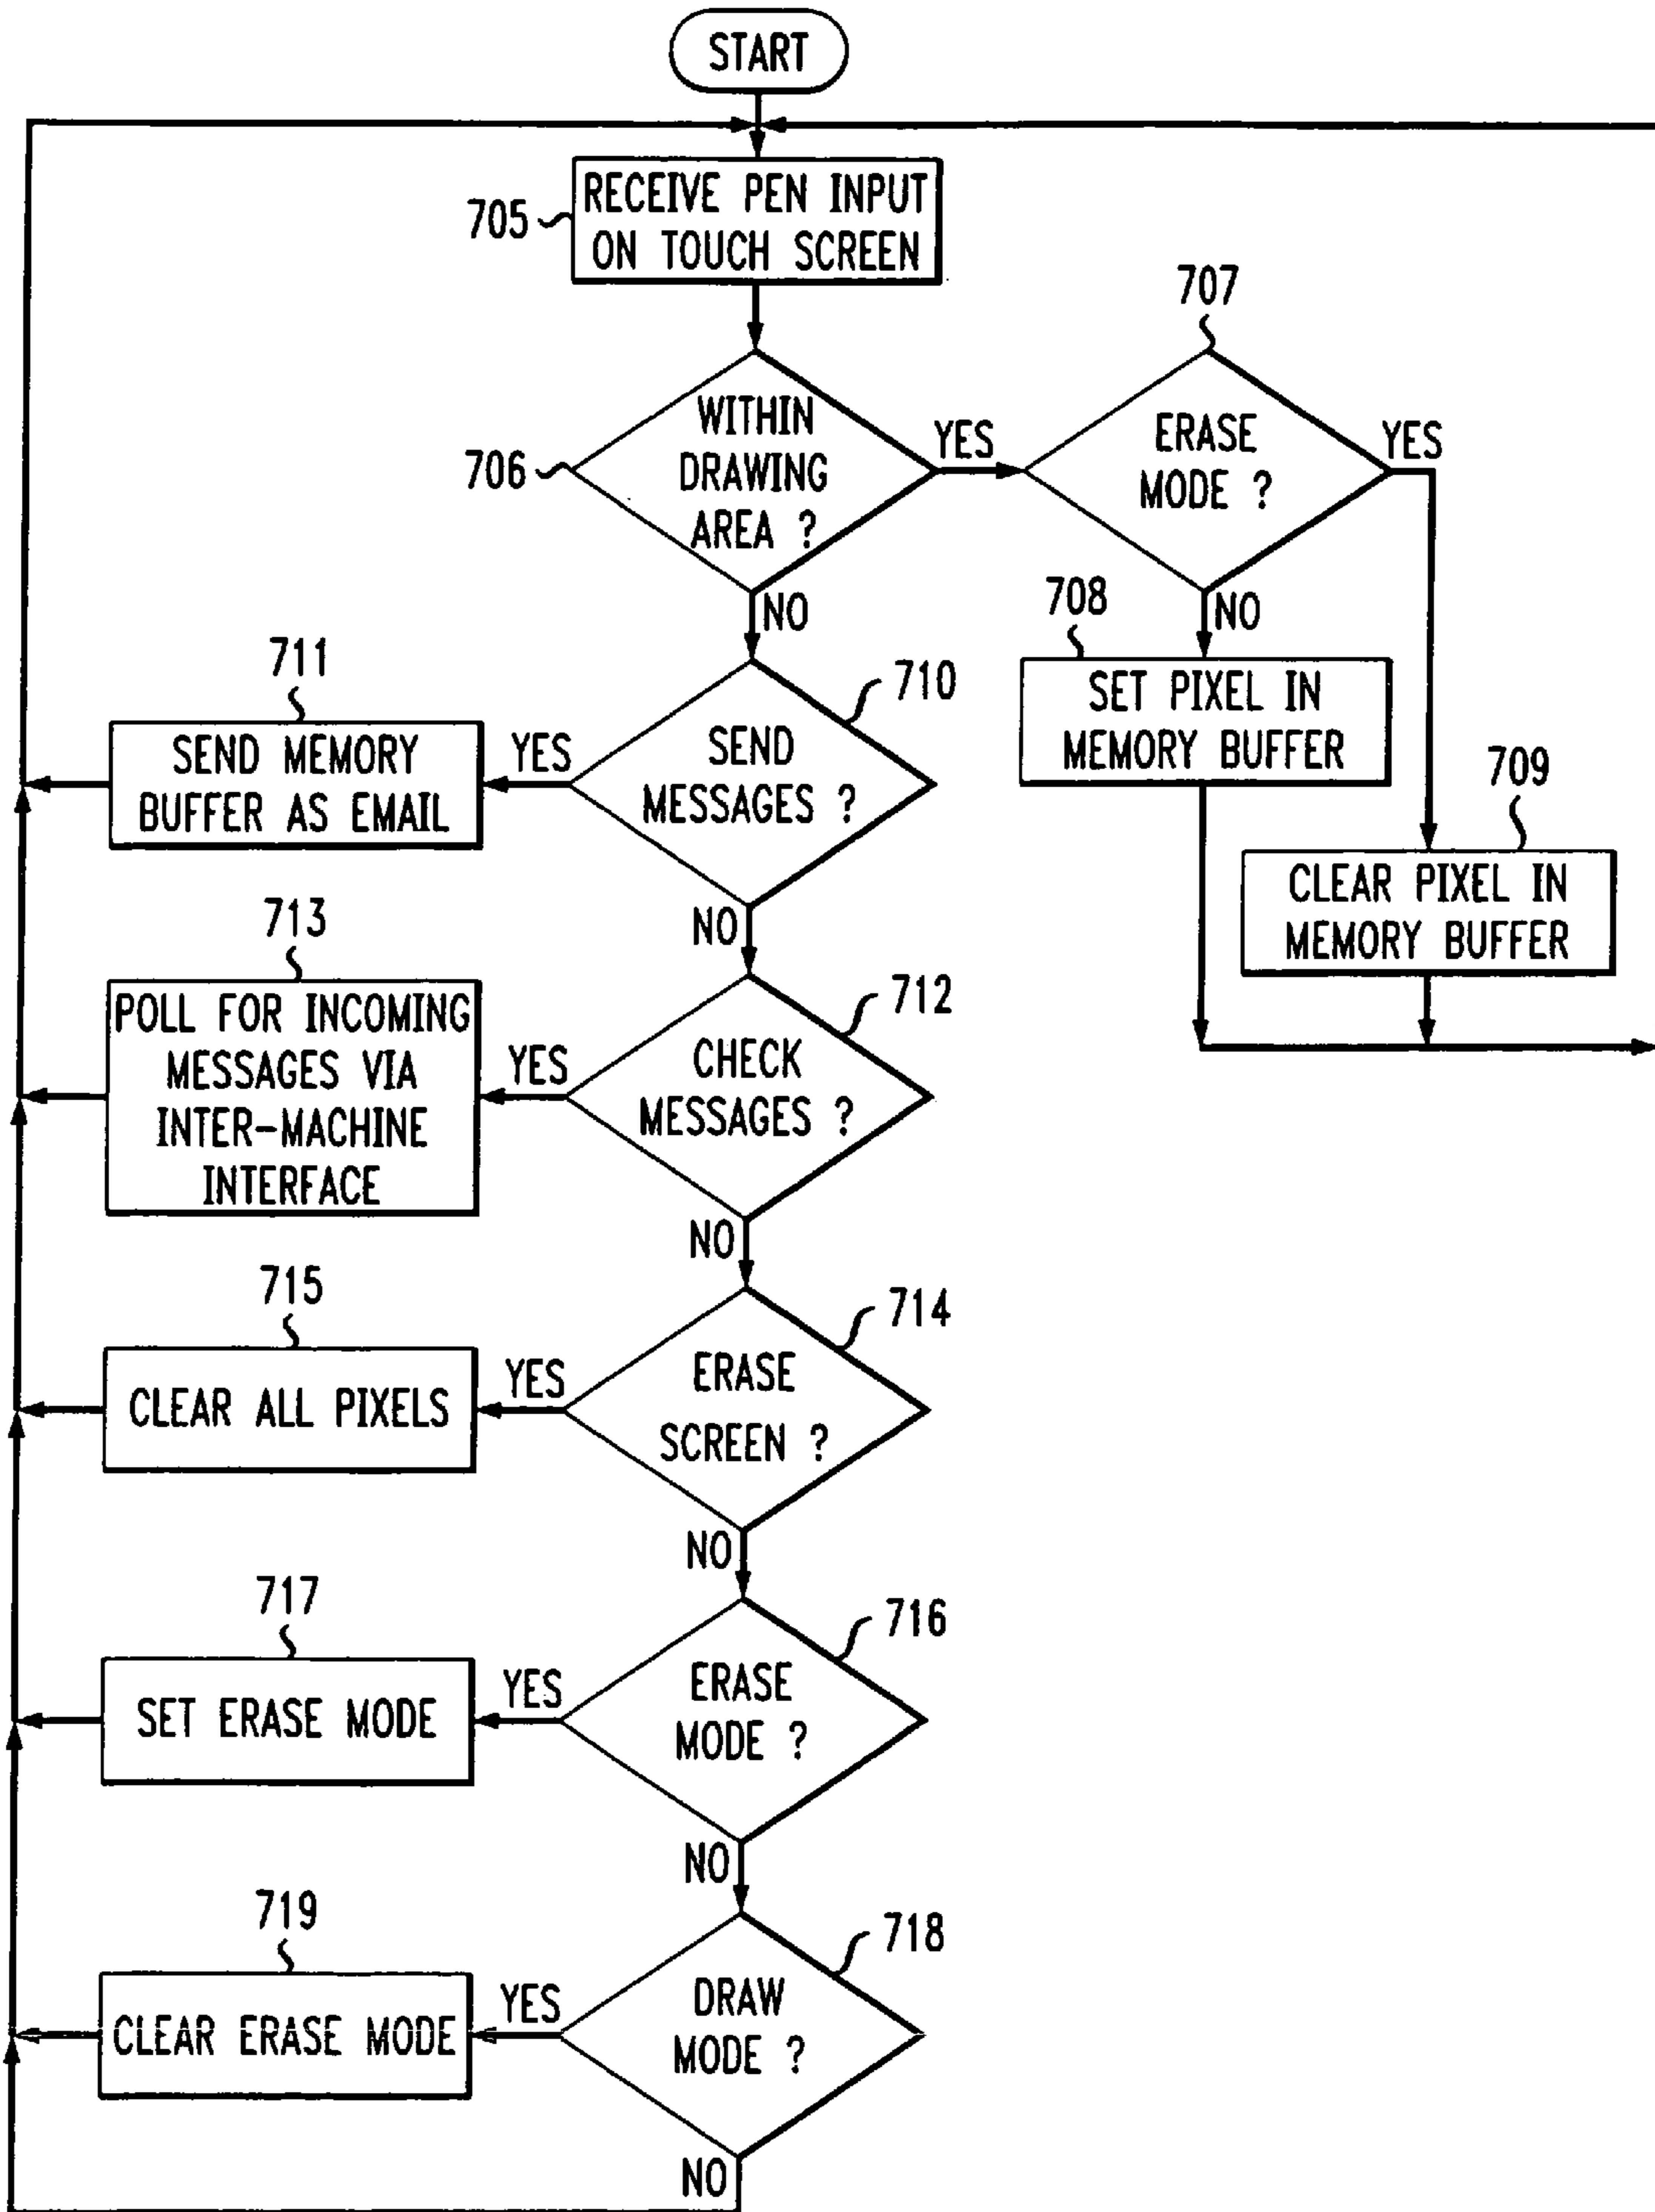 START
705
RECEIVE PEN INPUT
ON TOUCH SCREEN
707
706
WITHIN
DRAWING
AREA ?
YES
ERASE
MODE ?
YES
NO
NO
708
SET PIXEL IN
MEMORY BUFFER
709
CLEAR PIXEL IN
MEMORY BUFFER
711
SEND MEMORY
BUFFER AS EMAIL
YES
710
SEND
MESSAGES ?
NO
713
POLL FOR INCOMING
MESSAGES VIA
INTER-MACHINE
INTERFACE
YES
712
CHECK
MESSAGES ?
NO
715
CLEAR ALL PIXELS
YES
714
ERASE
SCREEN ?
NO
717
SET ERASE MODE
YES
716
ERASE
MODE ?
NO
719
CLEAR ERASE MODE
YES
718
DRAW
MODE ?
NO